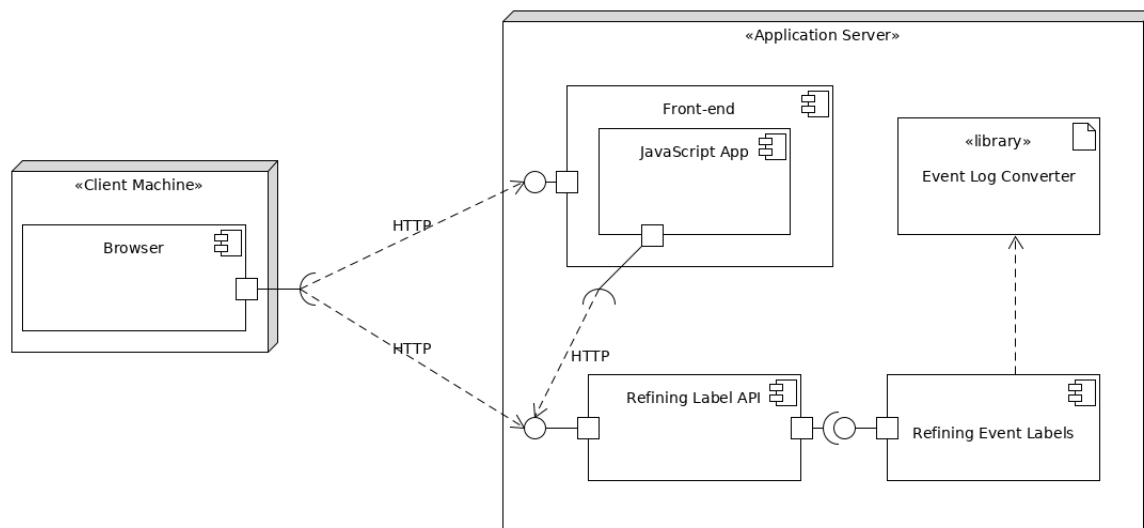 «Application Server»
Front-end
JavaScript App
«library»
Event Log Converter
«Client Machine»
Browser
HTTP
HTTP
HTTP
Refining Label API
Refining Event Labels